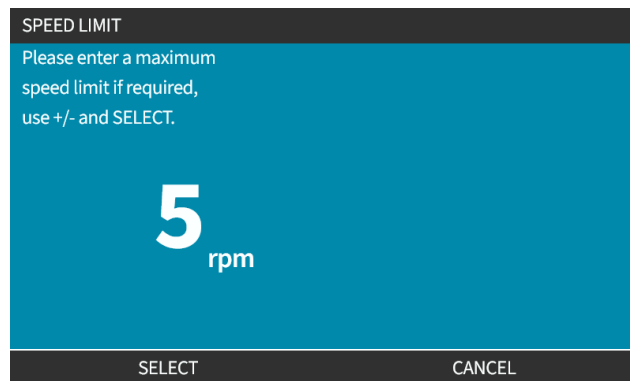 SPEED LIMIT
Please enter a maximum
speed limit if required,
use +/- and SELECT.
5 rpm
SELECT CANCEL